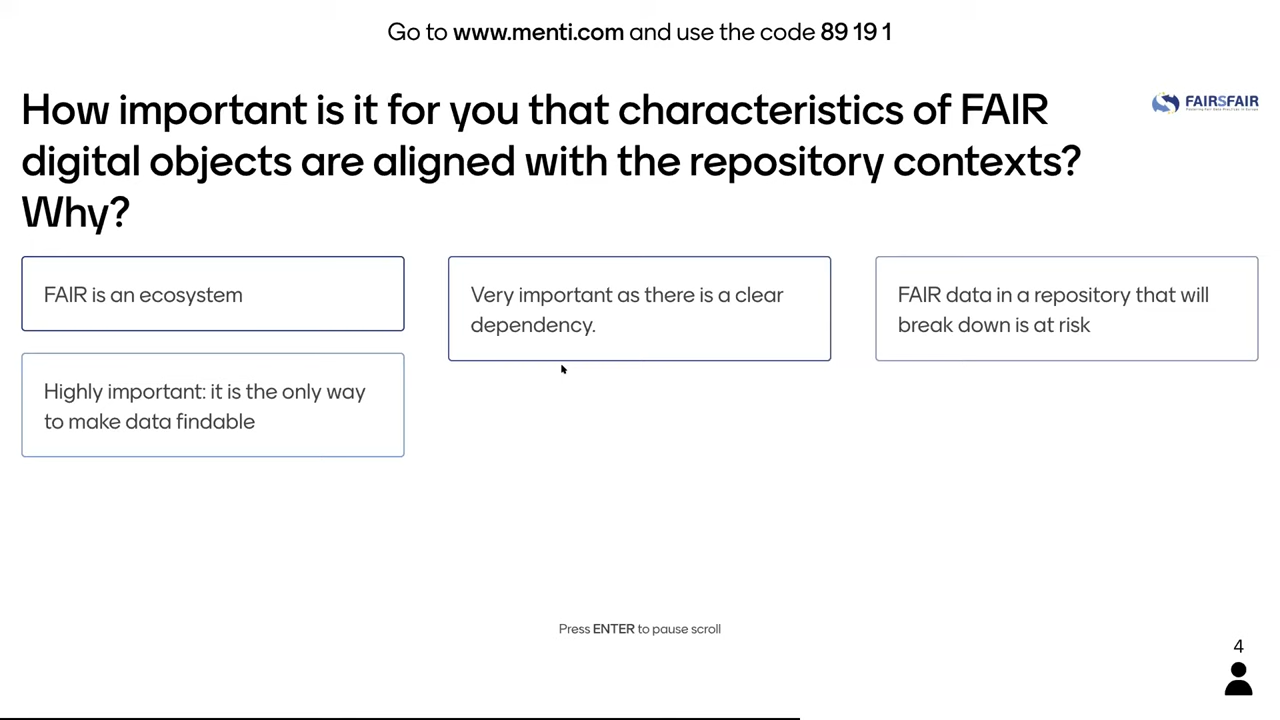 Go to www.menti.com and use the code 89 19 1
How important is it for you that characteristics of FAIR
digital objects are aligned with the repository contexts?
Why?
FAIRSFAIR
FAIR is an ecosystem
Very important as there is a clear
dependency.
FAIR data in a repository that will
break down is at risk
Highly important: it is the only way
to make data findable
Press ENTER to pause scroll
4